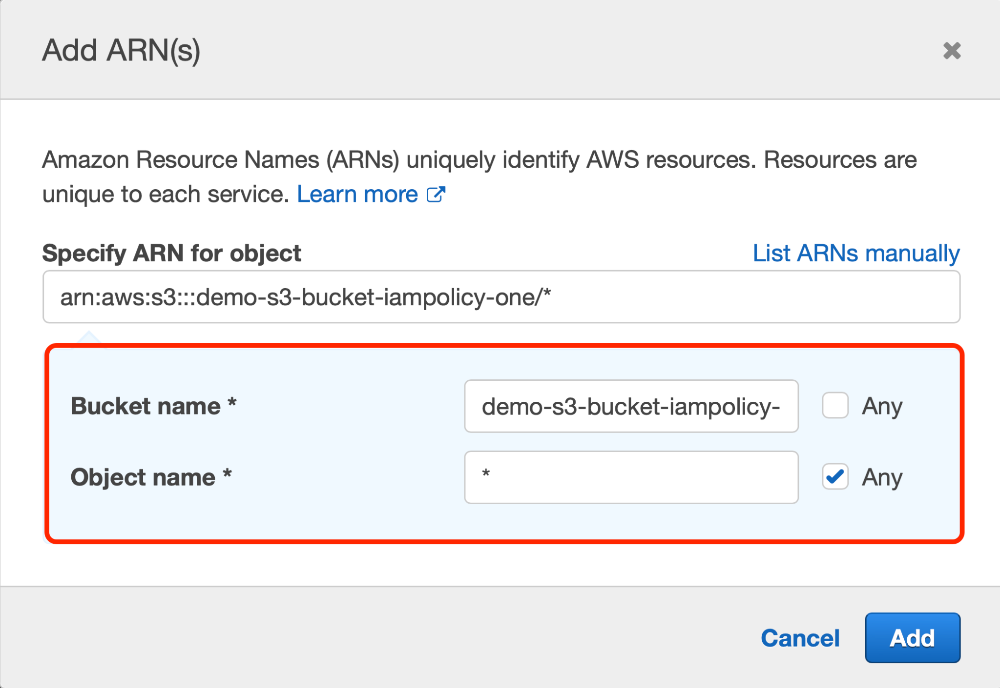 Add ARN(s)
Amazon Resource Names (ARNs) uniquely identify AWS resources. Resources are
unique to each service. Learn more
Specify ARN for object
List ARNs manually
arn:aws:s3:::demo-s3-bucket-iampolicy-one/*
Bucket name *
demo-s3-bucket-iampolicy-
Any
Object name *
*
Any
Cancel
Add